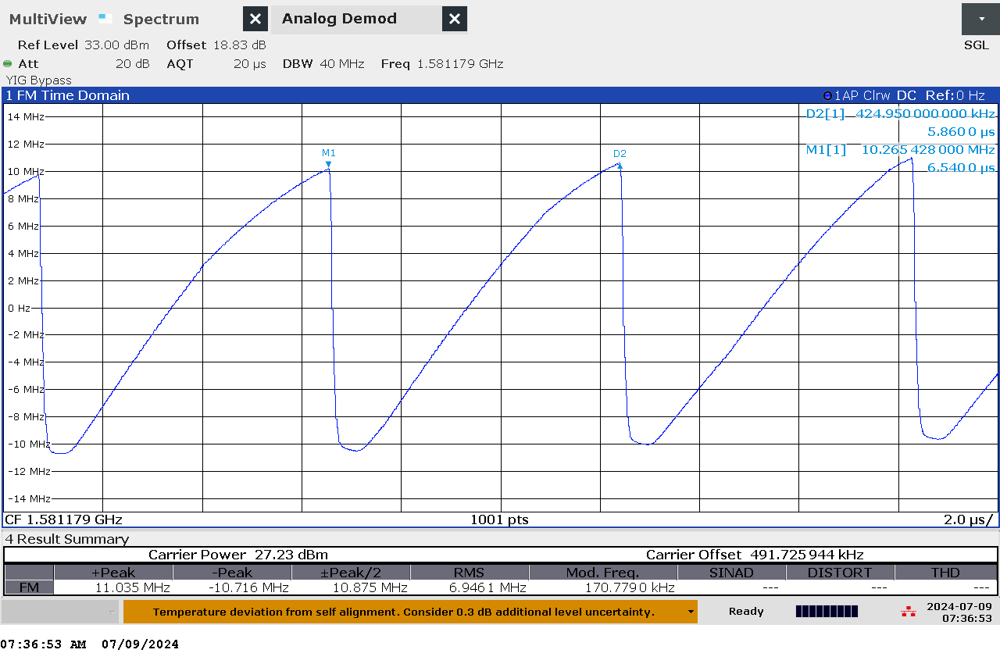 MultiView Spectrum X Analog Demod X
Ref Level 33.00 dBm Offset 18.83 dB SGL
Att 20 dB AQT 20 µs DBW 40 MHz Freq 1.581179 GHz
YIG Bypass
1 FM Time Domain 1AP Clrw DC Ref:0 Hz
D2[1] 424.950 000 000 kHz
5.860 0 µs
M1[1] 10.265 428 000 MHz
6.540 0 µs
14 MHz
12 MHz
M1
D2
10 MHz
8 MHz
6 MHz
4 MHz
2 MHz
0 Hz
-2 MHz
-4 MHz
-6 MHz
-8 MHz
-10 MHz
-12 MHz
-14 MHz
CF 1.581179 GHz 1001 pts 2.0 µs/
4 Result Summary
Carrier Power 27.23 dBm Carrier Offset 491.725 944 kHz
+Peak -Peak ±Peak/2 RMS Mod. Freq. SINAD DISTORT THD
FM 11.035 MHz -10.716 MHz 10.875 MHz 6.9461 MHz 170.779 0 kHz --- --- ---
Temperature deviation from self alignment. Consider 0.3 dB additional level uncertainty. Ready 2024-07-09
07:36:53
07:36:53 AM 07/09/2024